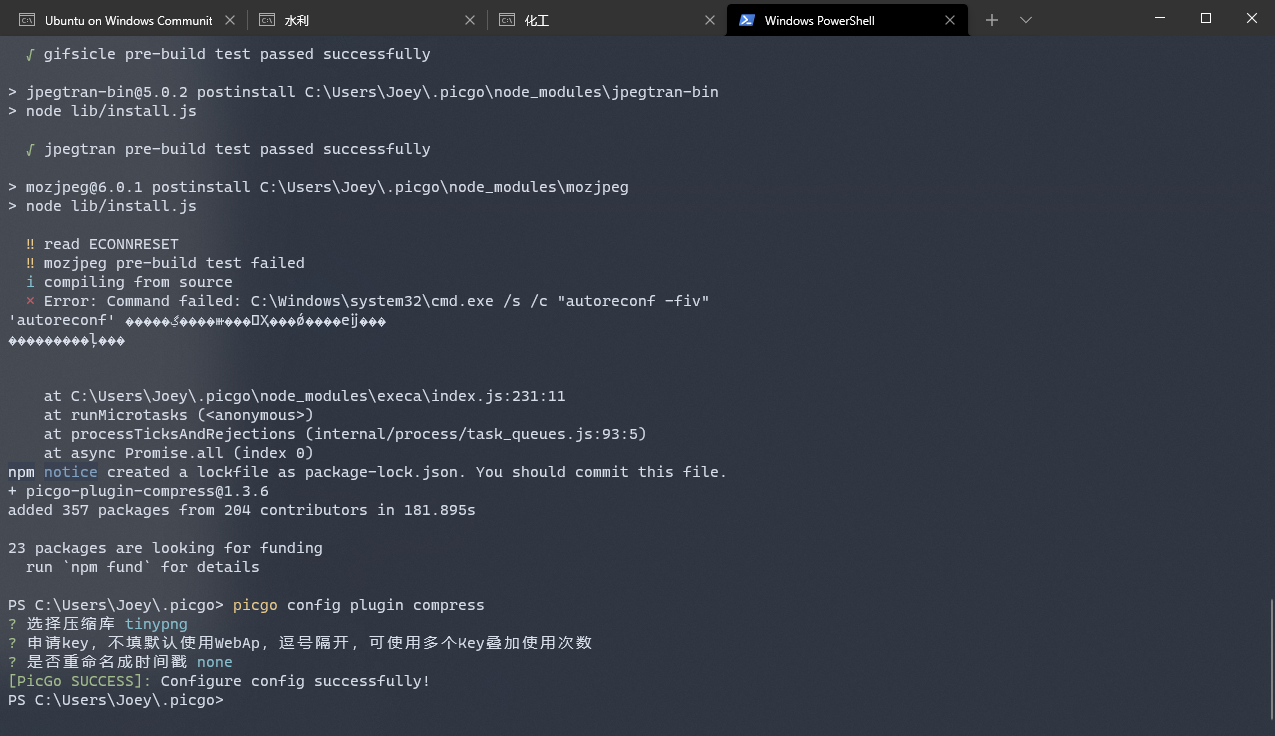 Ubuntu on Windows Communit
水利
化工
Windows PowerShell
√ gifsicle pre-build test passed successfully
> jpegtran-bin@5.0.2 postinstall C:\Users\Joey\.picgo\node_modules\jpegtran-bin
> node lib/install.js
√ jpegtran pre-build test passed successfully
> mozjpeg@6.0.1 postinstall C:\Users\Joey\.picgo\node_modules\mozjpeg
> node lib/install.js
‼ read ECONNRESET
‼ mozjpeg pre-build test failed
i compiling from source
× Error: Command failed: C:\Windows\system32\cmd.exe /s /c "autoreconf -fiv"
'autoreconf'
at C:\Users\Joey\.picgo\node_modules\execa\index.js:231:11
at runMicrotasks (<anonymous>)
at processTicksAndRejections (internal/process/task_queues.js:93:5)
at async Promise.all (index 0)
npm notice created a lockfile as package-lock.json. You should commit this file.
+ picgo-plugin-compress@1.3.6
added 357 packages from 204 contributors in 181.895s
23 packages are looking for funding
run `npm fund` for details
PS C:\Users\Joey\.picgo> picgo config plugin compress
? 选择压缩库 tinypng
? 申请key, 不填默认使用WebAp, 逗号隔开, 可使用多个Key叠加使用次数
? 是否重命名成时间戳 none
[PicGo SUCCESS]: Configure config successfully!
PS C:\Users\Joey\.picgo>